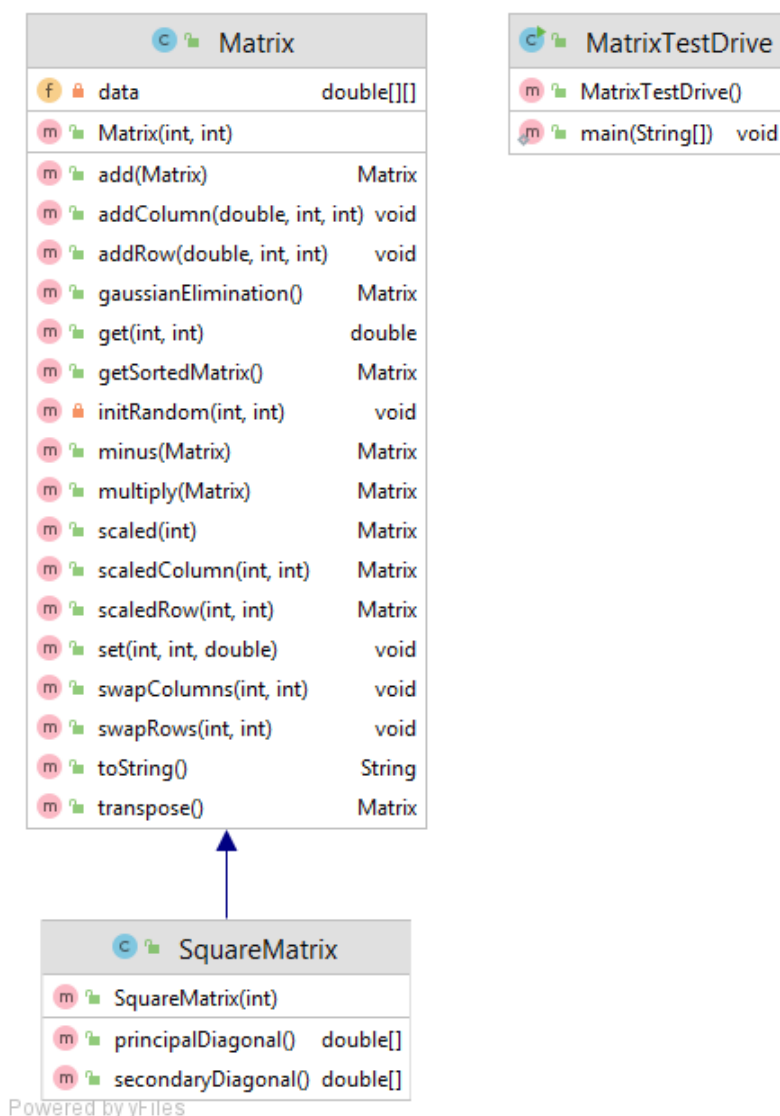 Matrix
data double[][]
Matrix(int, int)
add(Matrix) Matrix
addColumn(double, int, int) void
addRow(double, int, int) void
gaussianElimination() Matrix
get(int, int) double
getSortedMatrix() Matrix
initRandom(int, int) void
minus(Matrix) Matrix
multiply(Matrix) Matrix
scaled(int) Matrix
scaledColumn(int, int) Matrix
scaledRow(int, int) Matrix
set(int, int, double) void
swapColumns(int, int) void
swapRows(int, int) void
toString() String
transpose() Matrix
MatrixTestDrive
MatrixTestDrive()
main(String[]) void
SquareMatrix
SquareMatrix(int)
principalDiagonal() double[]
secondaryDiagonal() double[]
Powered by yFiles